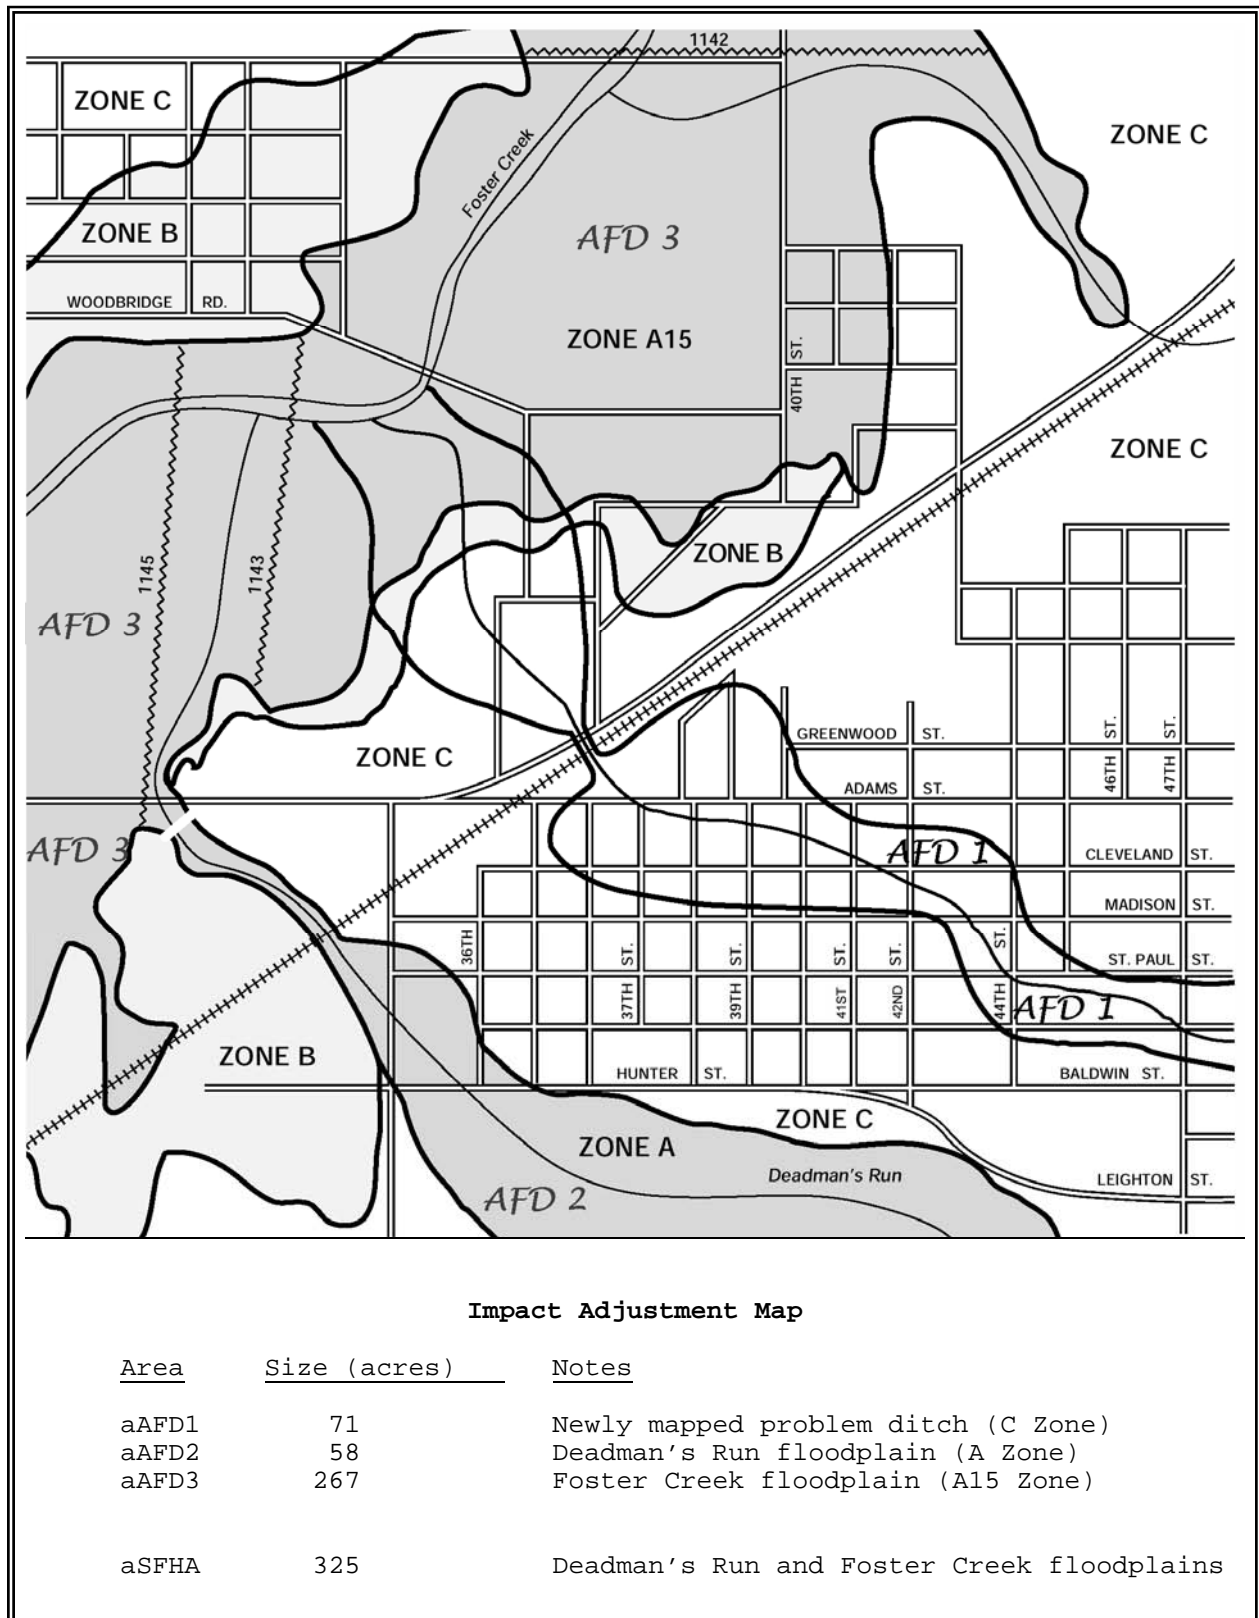 1142
ZONE C
ZONE C
Foster Creek
AFD 3
ZONE B
WOODBRIDGE RD.
ZONE A15
40TH ST.
ZONE C
1145
1143
ZONE B
AFD 3
ZONE C
GREENWOOD ST.
46TH ST.
47TH ST.
ADAMS ST.
AFD 3
AFD 1
CLEVELAND ST.
MADISON ST.
36TH
37TH ST.
39TH ST.
41ST ST.
42ND ST.
44TH ST.
ST. PAUL ST.
AFD 1
ZONE B
HUNTER ST.
BALDWIN ST.
ZONE C
ZONE A
Deadman's Run
LEIGHTON ST.
AFD 2
Impact Adjustment Map
Area Size (acres) Notes
aAFD1 71 Newly mapped problem ditch (C Zone)
aAFD2 58 Deadman's Run floodplain (A Zone)
aAFD3 267 Foster Creek floodplain (A15 Zone)
aSFHA 325 Deadman's Run and Foster Creek floodplains